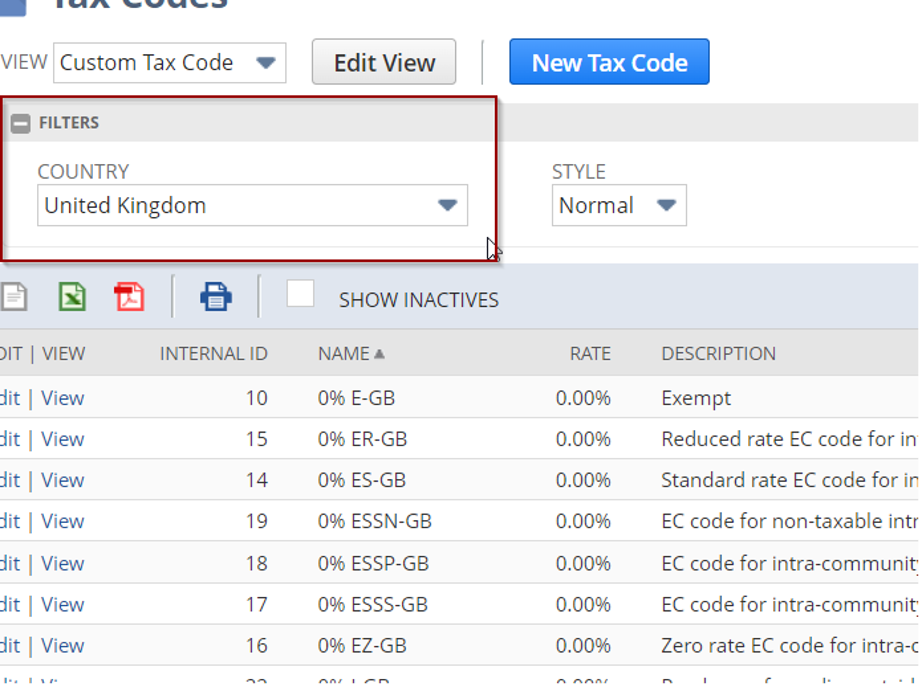 Tax Codes
VIEW Custom Tax Code Edit View New Tax Code
FILTERS
COUNTRY STYLE
United Kingdom Normal
SHOW INACTIVES
DIT | VIEW INTERNAL ID NAME RATE DESCRIPTION
dit | View 10 0% E-GB 0.00% Exempt
dit | View 15 0% ER-GB 0.00% Reduced rate EC code for in
dit | View 14 0% ES-GB 0.00% Standard rate EC code for in
dit | View 19 0% ESSN-GB 0.00% EC code for non-taxable intr
dit | View 18 0% ESSP-GB 0.00% EC code for intra-community
dit | View 17 0% ESSS-GB 0.00% EC code for intra-community
dit | View 16 0% EZ-GB 0.00% Zero rate EC code for intra-c